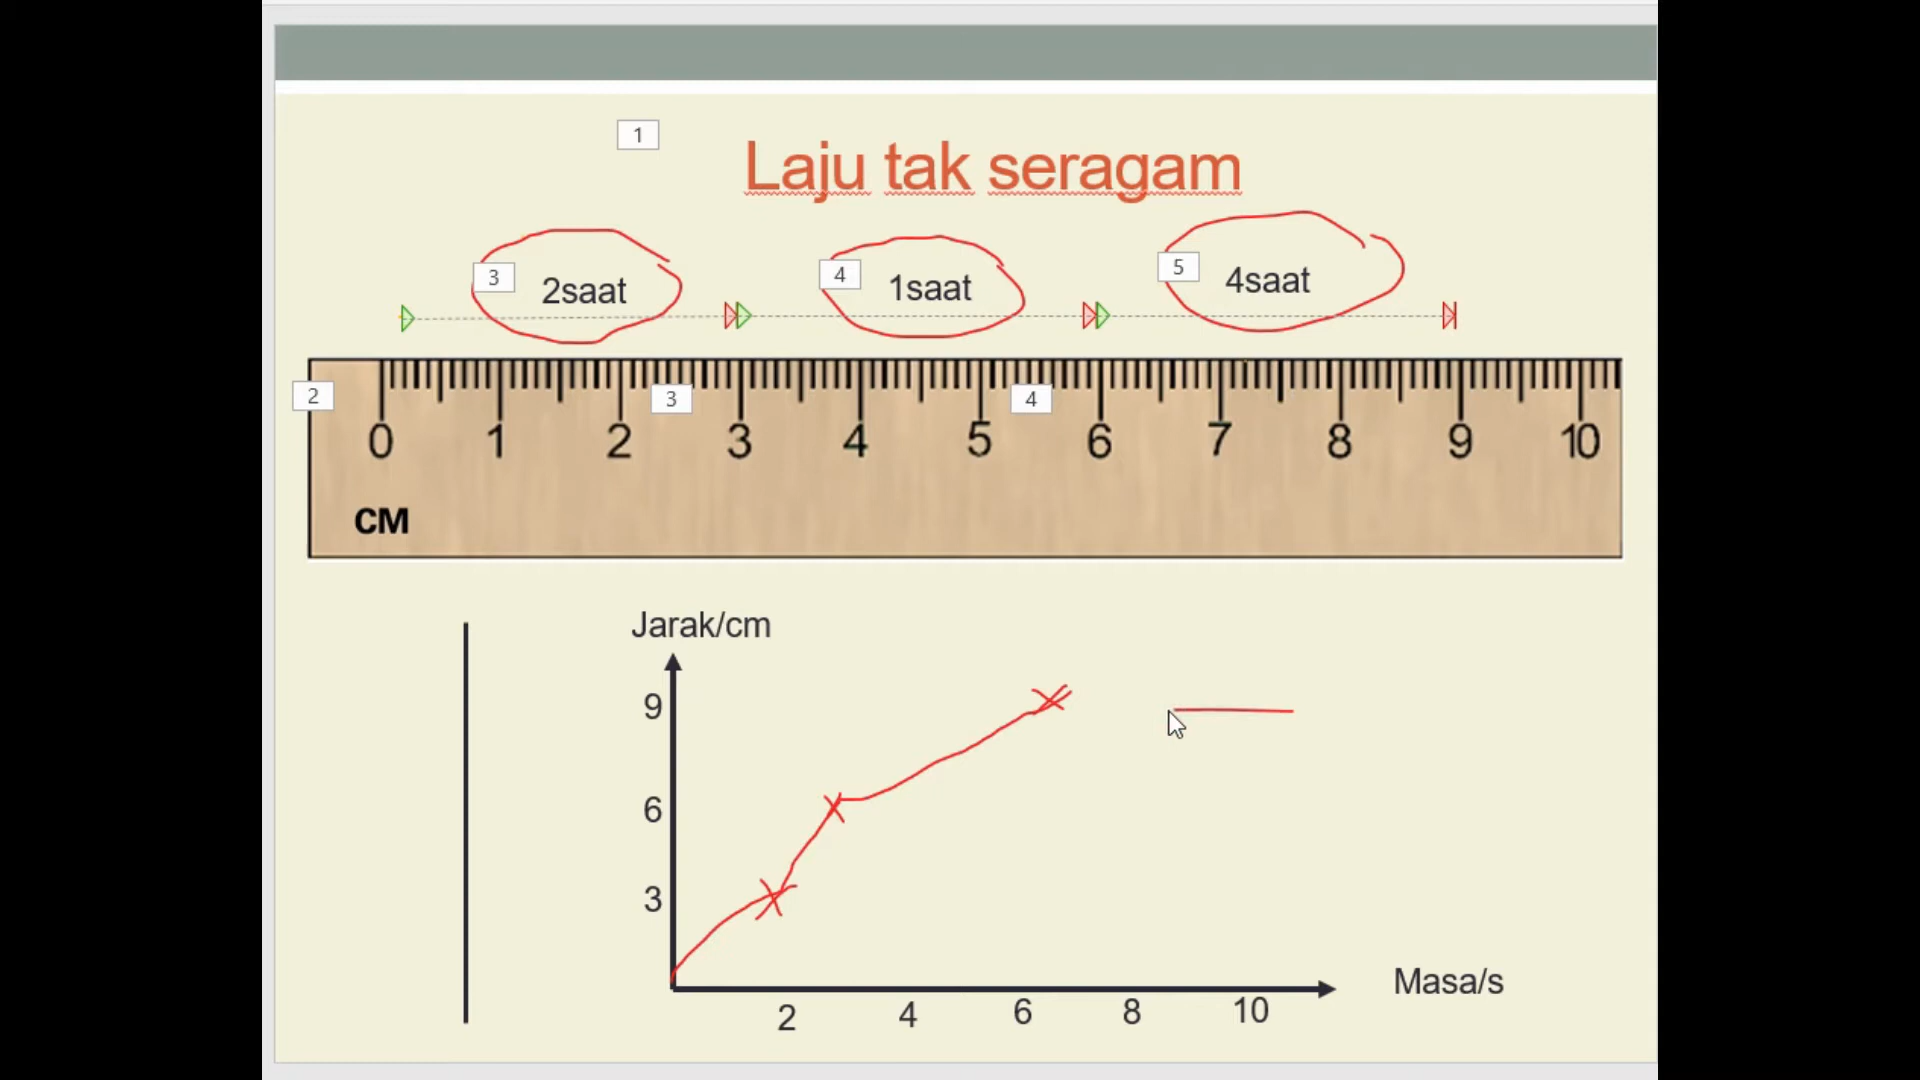 1
Laju tak seragam
3 2saat
4 1saat
5 4saat
2 3 4
0 1 2 3 4 5 6 7 8 9 10
CM
Jarak/cm
9
6
3
Masa/s
2 4 6 8 10